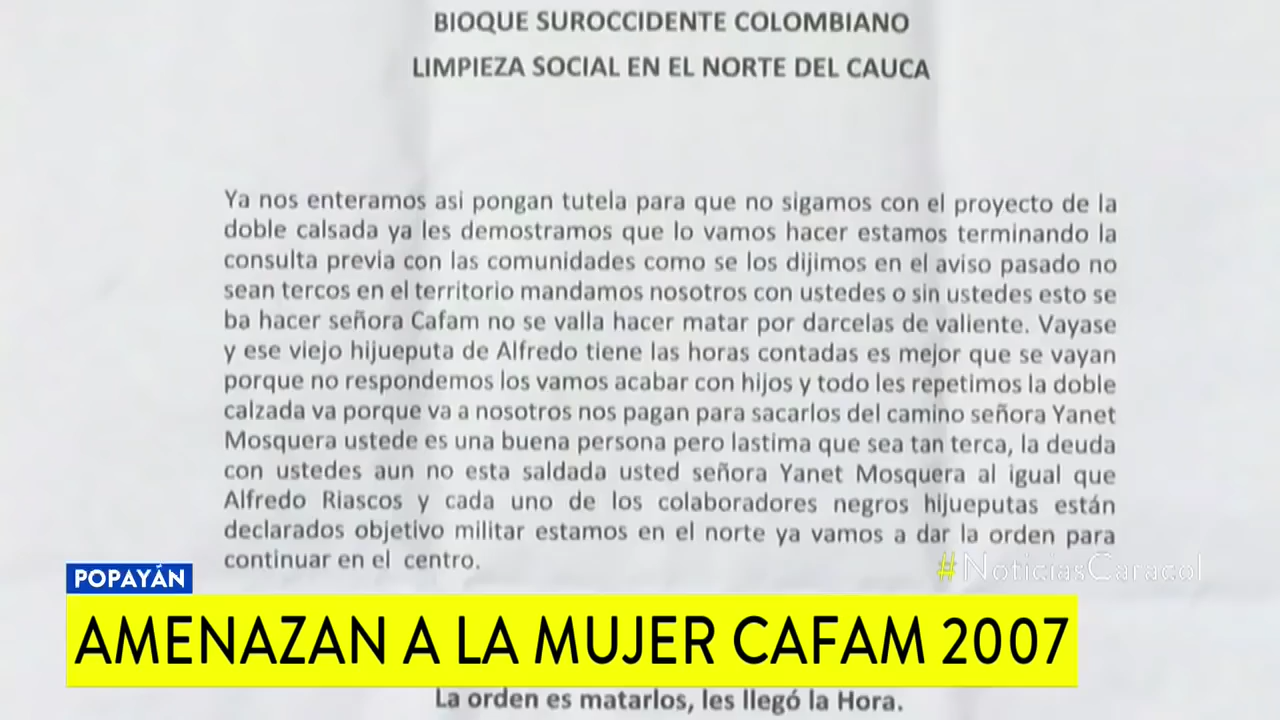 BIOQUE SUROCCIDENTE COLOMBIANO
LIMPIEZA SOCIAL EN EL NORTE DEL CAUCA
Ya nos enteramos asi pongan tutela para que no sigamos con el proyecto de la
doble calsada ya les demostramos que lo vamos hacer estamos terminando la
consulta previa con las comunidades como se los dijimos en el aviso pasado no
sean tercos en el territorio mandamos nosotros con ustedes o sin ustedes esto se
ba hacer señora Cafam no se valla hacer matar por darcelas de valiente. Vayase
y ese viejo hijueputa de Alfredo tiene las horas contadas es mejor que se vayan
porque no respondemos los vamos acabar con hijos y todo les repetimos la doble
calzada va porque va a nosotros nos pagan para sacarlos del camino señora Yanet
Mosquera ustede es una buena persona pero lastima que sea tan terca, la deuda
con ustedes aun no esta saldada usted señora Yanet Mosquera al igual que
Alfredo Riascos y cada uno de los colaboradores negros hijueputas están
declarados objetivo militar estamos en el norte ya vamos a dar la orden para
continuar en el centro.
#NoticiasCaracol
POPAYÁN
AMENAZAN A LA MUJER CAFAM 2007
La orden es matarlos, les llegó la Hora.